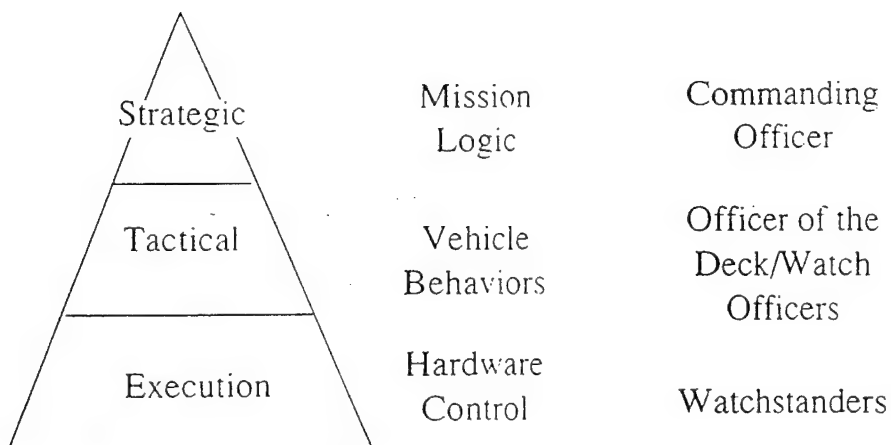 Strategic
Mission
Logic
Commanding
Officer
Tactical
Vehicle
Behaviors
Officer of the
Deck/Watch
Officers
Execution
Hardware
Control
Watchstanders